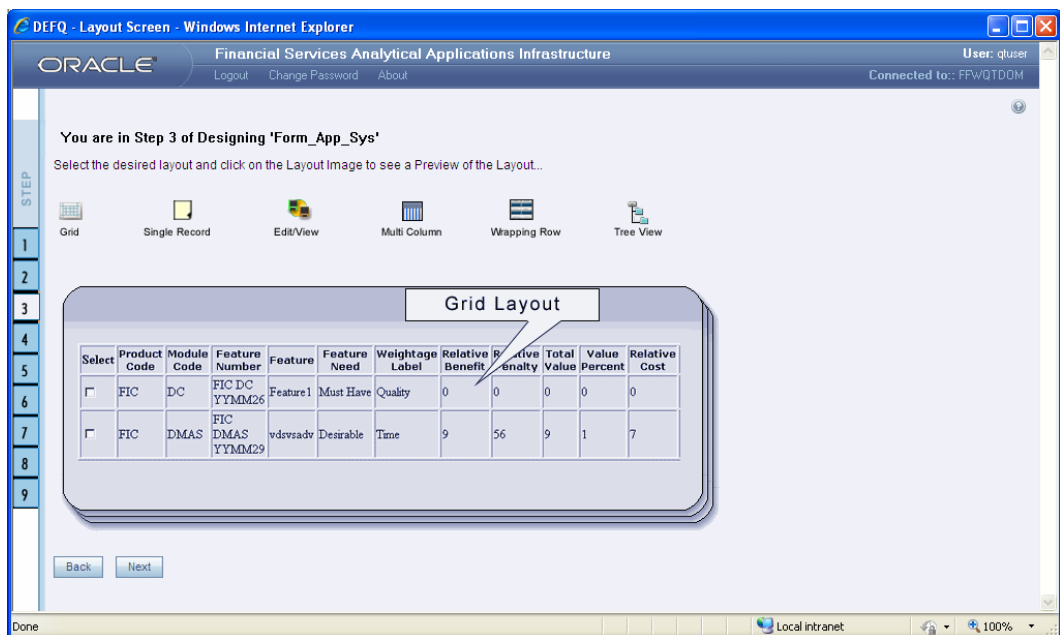 DEFQ - Layout Screen - Windows Internet Explorer
ORACLE
Financial Services Analytical Applications Infrastructure
User: qtuser
Logout Change Password About
Connected to:: FFWQTDOM
You are in Step 3 of Designing 'Form_App_Sys'
Select the desired layout and click on the Layout Image to see a Preview of the Layout...
STEP
Grid Single Record Edit/View Multi Column Wrapping Row Tree View
1
2
3
4
5
6
7
8
9
Grid Layout
Select Product Module Feature Feature Feature Weightage Relative Total Value Relative
Code Code Number Need Label Benefit Value Percent Cost
FIC DC FIC DC YYMM26 Feature1 Must Have Quality 0 0 0 0 0
FIC DMAS FIC DMAS YYMM29 vdsvsadv Desirable Time 9 56 9 1 7
Back Next
Done Local intranet 100%